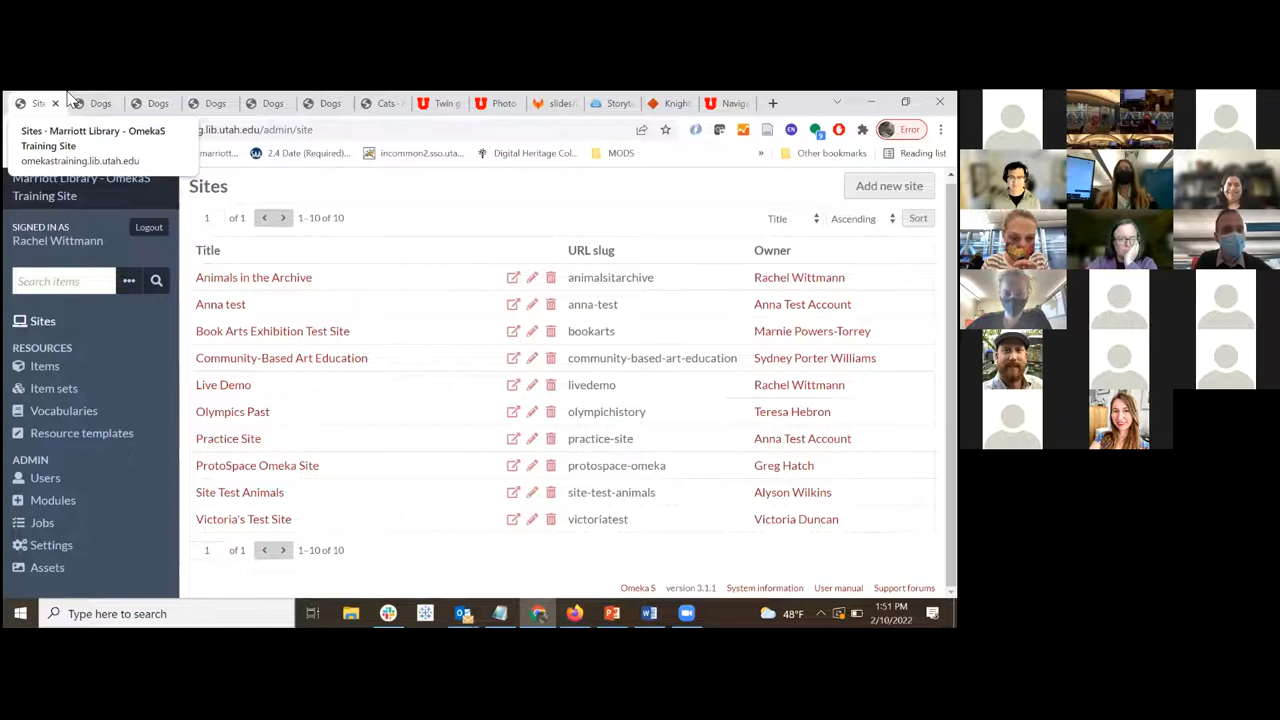 Sit
Dogs
Dogs
Dogs
Dogs
Dogs
Cats
Twin
Photo
slides/
Storyt
Knight
Navig
Sites - Marriott Library - OmekaS
Training Site
omekastraining.lib.utah.edu
g.lib.utah.edu/admin/site
EN
Error
marriott...
2.4 Date (Required)...
incommon2.sso.uta...
Digital Heritage Col...
MODS
»
Other bookmarks
Reading list
Marriott Library - OmekaS
Training Site
SIGNED IN AS
Logout
Rachel Wittmann
Search items
Sites
RESOURCES
Items
Item sets
Vocabularies
Resource templates
ADMIN
Users
Modules
Jobs
Settings
Assets
Sites
Add new site
1 of 1 < > 1–10 of 10
Title Ascending Sort
Title URL slug Owner
Animals in the Archive animalsitarchive Rachel Wittmann
Anna test anna-test Anna Test Account
Book Arts Exhibition Test Site bookarts Marnie Powers-Torrey
Community-Based Art Education community-based-art-education Sydney Porter Williams
Live Demo livedemo Rachel Wittmann
Olympics Past olympichistory Teresa Hebron
Practice Site practice-site Anna Test Account
ProtoSpace Omeka Site protospace-omeka Greg Hatch
Site Test Animals site-test-animals Alyson Wilkins
Victoria's Test Site victoriatest Victoria Duncan
1 of 1 < > 1–10 of 10
Omeka S version 3.1.1 System information User manual Support forums
Type here to search
48°F
1:51 PM
2/10/2022